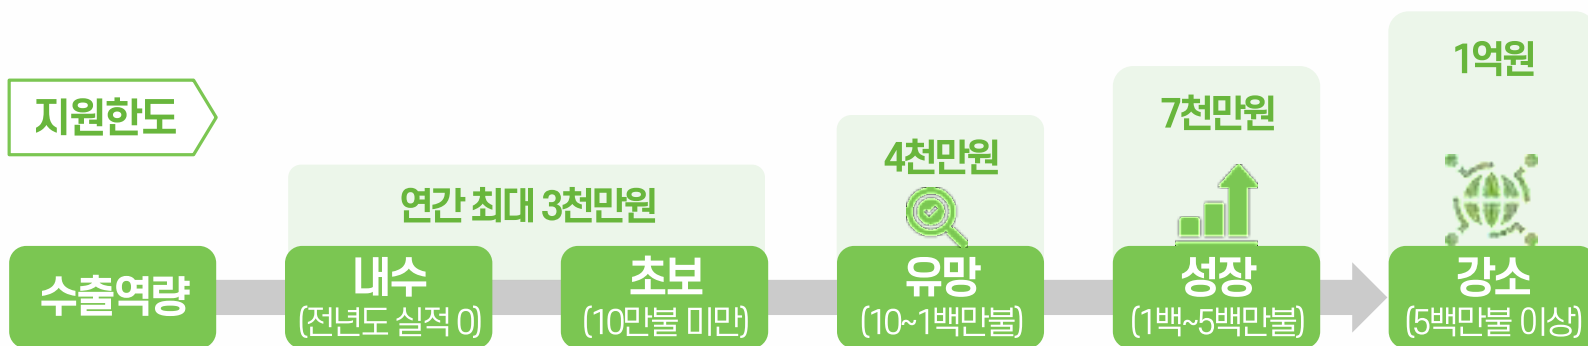 지원한도
연간 최대 3천만원
4천만원
7천만원
1억원
수출역량
내수
(전년도 실적 0)
초보
(10만불 미만)
유망
(10~1백만불)
성장
(1백~5백만불)
강소
(5백만불 이상)